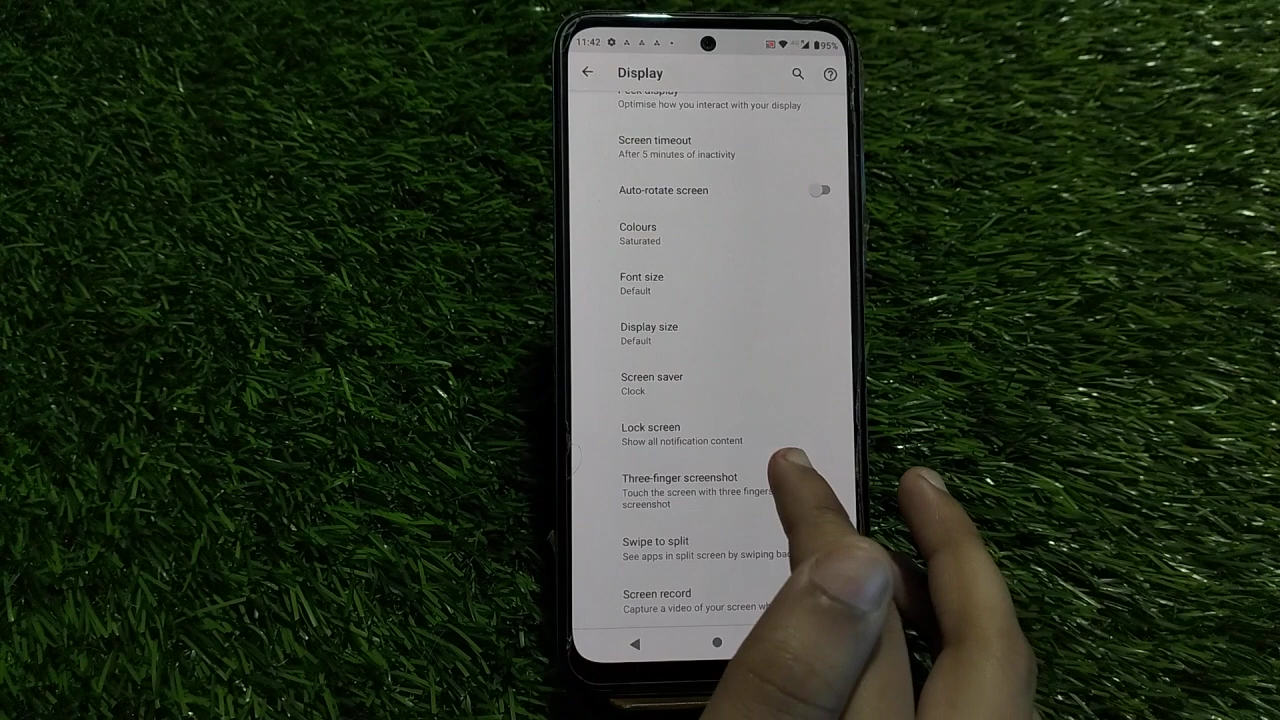 11:42
95%
Display
Peek display
Optimise how you interact with your display
Screen timeout
After 5 minutes of inactivity
Auto-rotate screen
Colours
Saturated
Font size
Default
Display size
Default
Screen saver
Clock
Lock screen
Show all notification content
Three-finger screenshot
Touch the screen with three fingers
screenshot
Swipe to split
See apps in split screen by swiping
Screen record
Capture a video of your screen